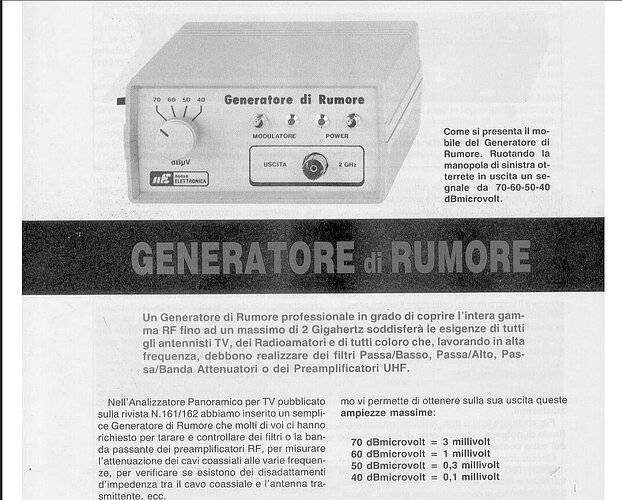 70 60 50 40
Generatore di Rumore
MODULATORE POWER
dBµV
USCITA 2 GHz
nE nuova
ELETTRONICA
Come si presenta il mo-
bile del Generatore di
Rumore. Ruotando la
manopola di sinistra ot-
terrete in uscita un se-
gnale da 70-60-50-40
dBmicrovolt.
GENERATORE di RUMORE
Un Generatore di Rumore professionale in grado di coprire l'intera gam-
ma RF fino ad un massimo di 2 Gigahertz soddisferà le esigenze di tutti
gli antennisti TV, dei Radioamatori e di tutti coloro che, lavorando in alta
frequenza, debbono realizzare dei filtri Passa/Basso, Passa/Alto, Pas-
sa/Banda Attenuatori o dei Preamplificatori UHF.
Nell'Analizzatore Panoramico per TV pubblicato
sulla rivista N.161/162 abbiamo inserito un sempli-
ce Generatore di Rumore che molti di voi ci hanno
richiesto per tarare e controllare dei filtri o la ban-
da passante dei preamplificatori RF, per misurare
l'attenuazione dei cavi coassiali alle varie frequen-
ze, per verificare se esistono dei disadattamenti
d'impedenza tra il cavo coassiale e l'antenna tra-
smittente, ecc.
mo vi permette di ottenere sulla sua uscita queste
ampiezze massime:
70 dBmicrovolt = 3 millivolt
60 dBmicrovolt = 1 millivolt
50 dBmicrovolt = 0,3 millivolt
40 dBmicrovolt = 0,1 millivolt